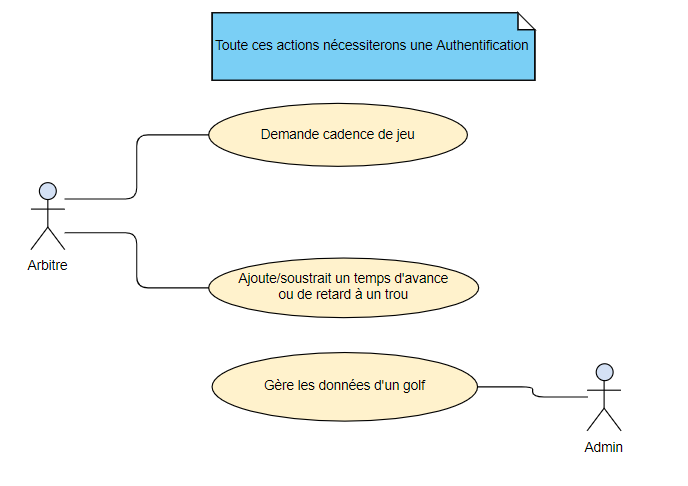 Toute ces actions nécessiterons une Authentification
Demande cadence de jeu
Arbitre
Ajoute/soustrait un temps d'avance
ou de retard à un trou
Gère les données d'un golf
Admin